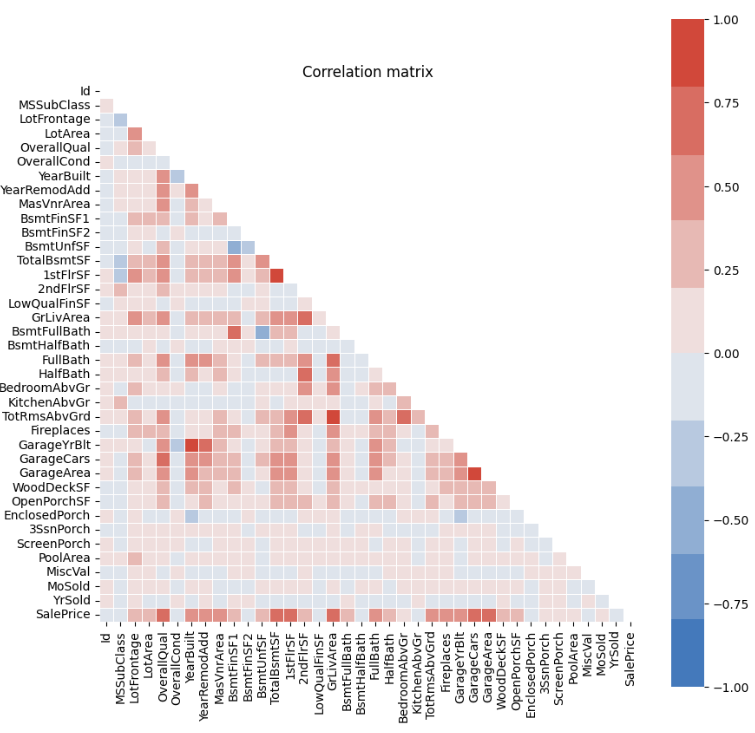 Correlation matrix
Id
MSSubClass
LotFrontage
LotArea
OverallQual
OverallCond
YearBuilt
YearRemodAdd
MasVnrArea
BsmtFinSF1
BsmtFinSF2
BsmtUnfSF
TotalBsmtSF
1stFlrSF
2ndFlrSF
LowQualFinSF
GrLivArea
BsmtFullBath
BsmtHalfBath
FullBath
HalfBath
BedroomAbvGr
KitchenAbvGr
TotRmsAbvGrd
Fireplaces
GarageYrBlt
GarageCars
GarageArea
WoodDeckSF
OpenPorchSF
EnclosedPorch
3SsnPorch
ScreenPorch
PoolArea
MiscVal
MoSold
YrSold
SalePrice
Id
MSSubClass
LotFrontage
LotArea
OverallQual
OverallCond
YearBuilt
YearRemodAdd
MasVnrArea
BsmtFinSF1
BsmtFinSF2
BsmtUnfSF
TotalBsmtSF
1stFlrSF
2ndFlrSF
LowQualFinSF
GrLivArea
BsmtFullBath
BsmtHalfBath
FullBath
HalfBath
BedroomAbvGr
KitchenAbvGr
TotRmsAbvGrd
Fireplaces
GarageYrBlt
GarageCars
GarageArea
WoodDeckSF
OpenPorchSF
EnclosedPorch
3SsnPorch
ScreenPorch
PoolArea
MiscVal
MoSold
YrSold
SalePrice
1.00
0.75
0.50
0.25
0.00
−0.25
−0.50
−0.75
−1.00